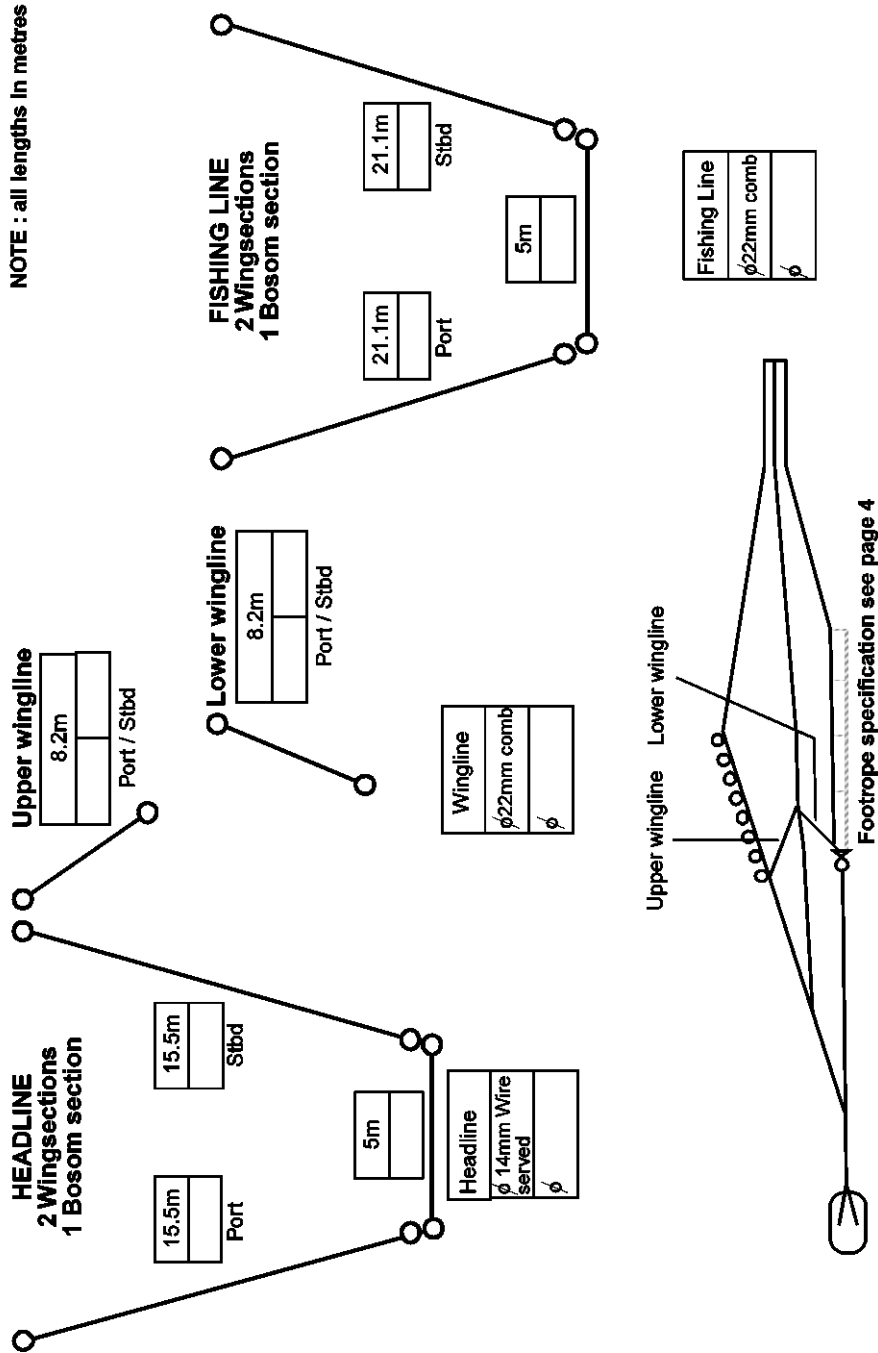 NOTE : all lengths in metres
HEADLINE
2 Wingsections
1 Bosom section
15.5m
Port
15.5m
Stbd
5m
Headline
ϕ 14mm Wire
served
ϕ
Upper wingline
8.2m
Port / Stbd
Lower wingline
8.2m
Port / Stbd
Wingline
ϕ22mm comb
ϕ
FISHING LINE
2 Wingsections
1 Bosom section
21.1m
Port
21.1m
Stbd
5m
Fishing Line
ϕ22mm comb
ϕ
Upper wingline
Lower wingline
Footrope specification see page 4